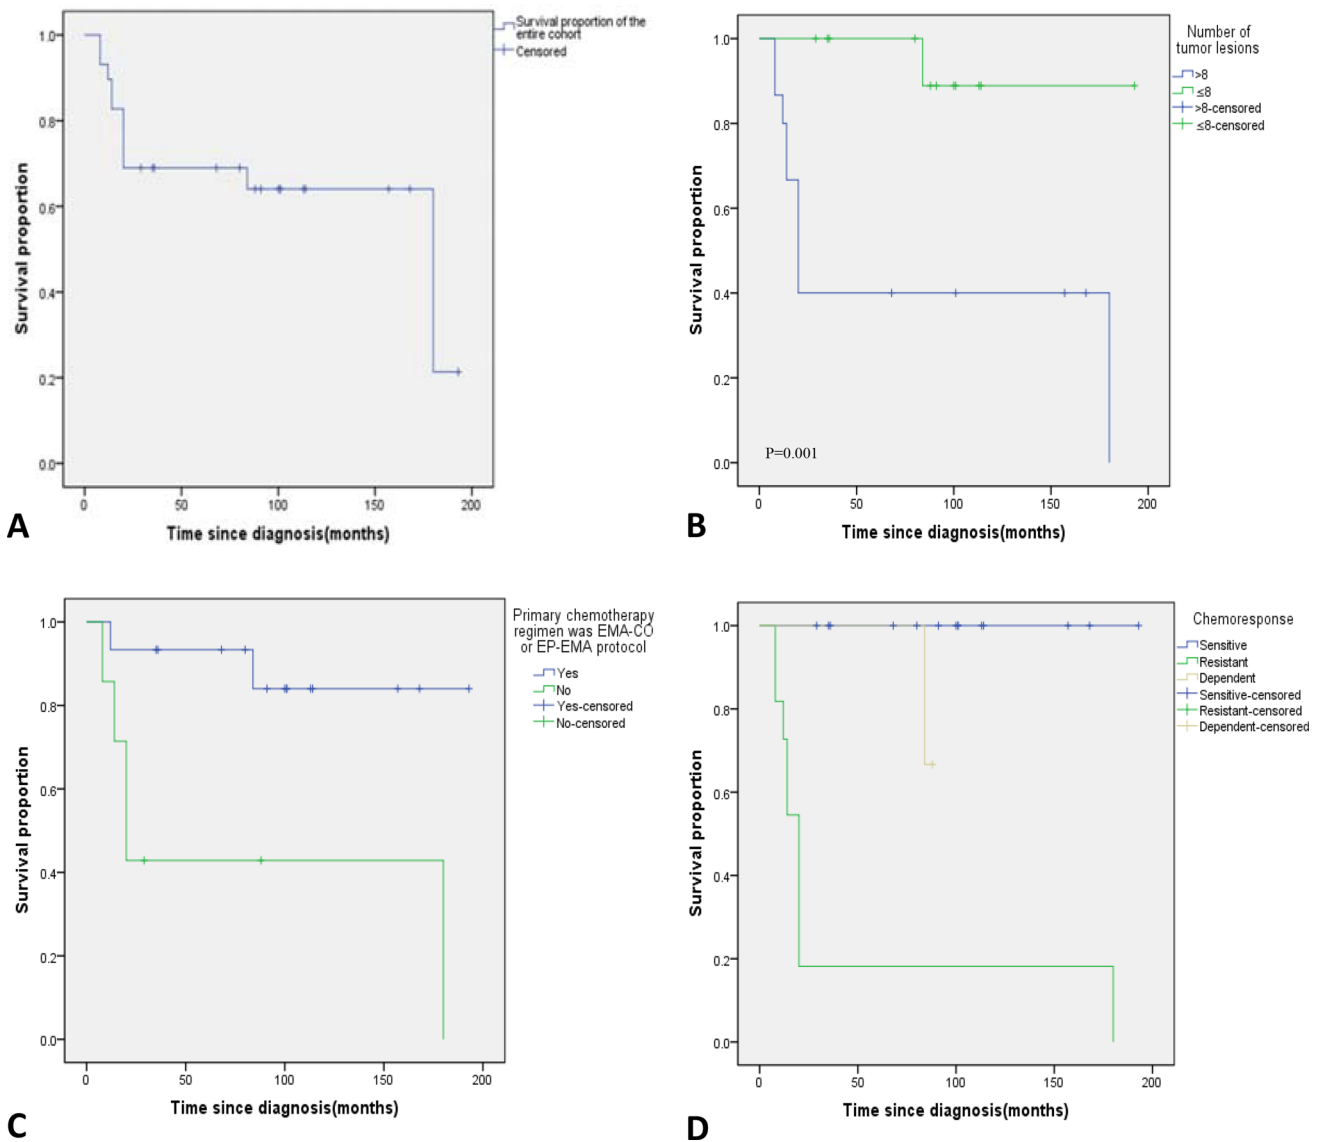 Survival proportion of the
entire cohort
Censored
1.0
0.8
0.6
0.4
0.2
0.0
Survival proportion
0 50 100 150 200
Time since diagnosis(months)
A
Number of
tumor lesions
>8
≤8
>8-censored
≤8-censored
1.0
0.8
0.6
0.4
0.2
0.0
Survival proportion
P=0.001
0 50 100 150 200
Time since diagnosis(months)
B
Primary chemotherapy
regimen was EMA-CO
or EP-EMA protocol
Yes
No
Yes-censored
No-censored
1.0
0.8
0.6
0.4
0.2
0.0
Survival proportion
0 50 100 150 200
Time since diagnosis(months)
C
Chemoresponse
Sensitive
Resistant
Dependent
Sensitive-censored
Resistant-censored
Dependent-censored
1.0
0.8
0.6
0.4
0.2
0.0
Survival proportion
0 50 100 150 200
Time since diagnosis(months)
D